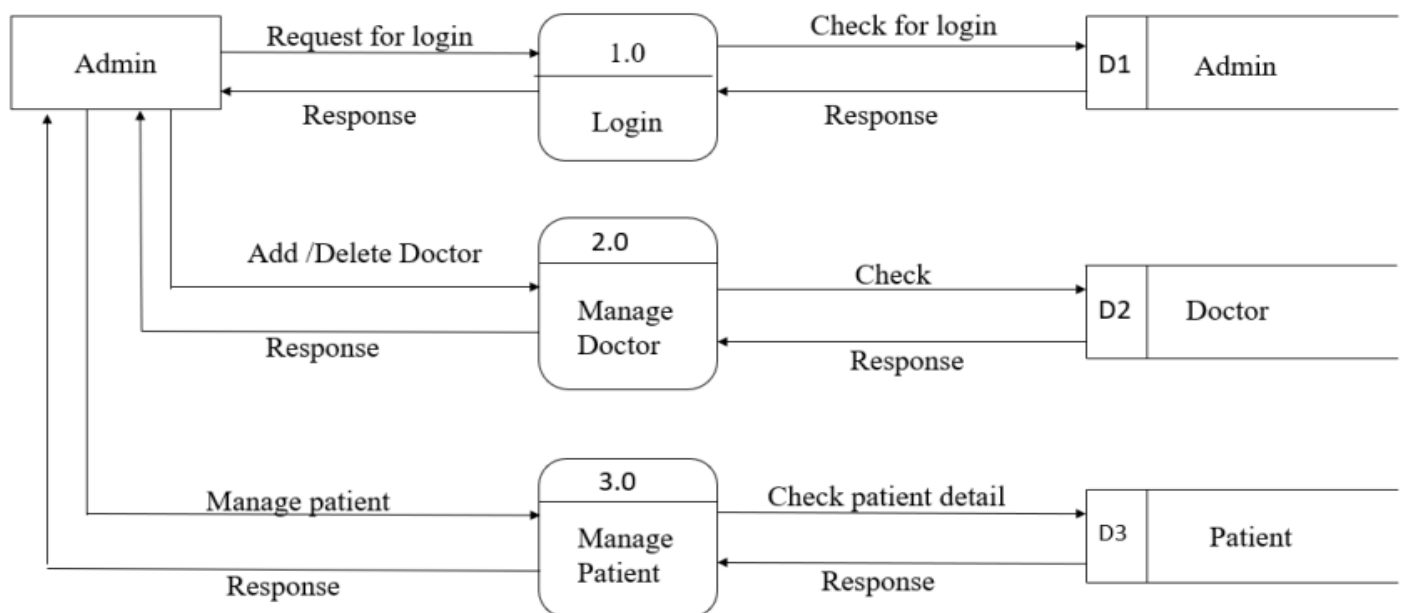 Admin
Request for login
Response
1.0
Login
Check for login
Response
D1
Admin
Add /Delete Doctor
Response
2.0
Manage
Doctor
Check
Response
D2
Doctor
Manage patient
Response
3.0
Manage
Patient
Check patient detail
Response
D3
Patient